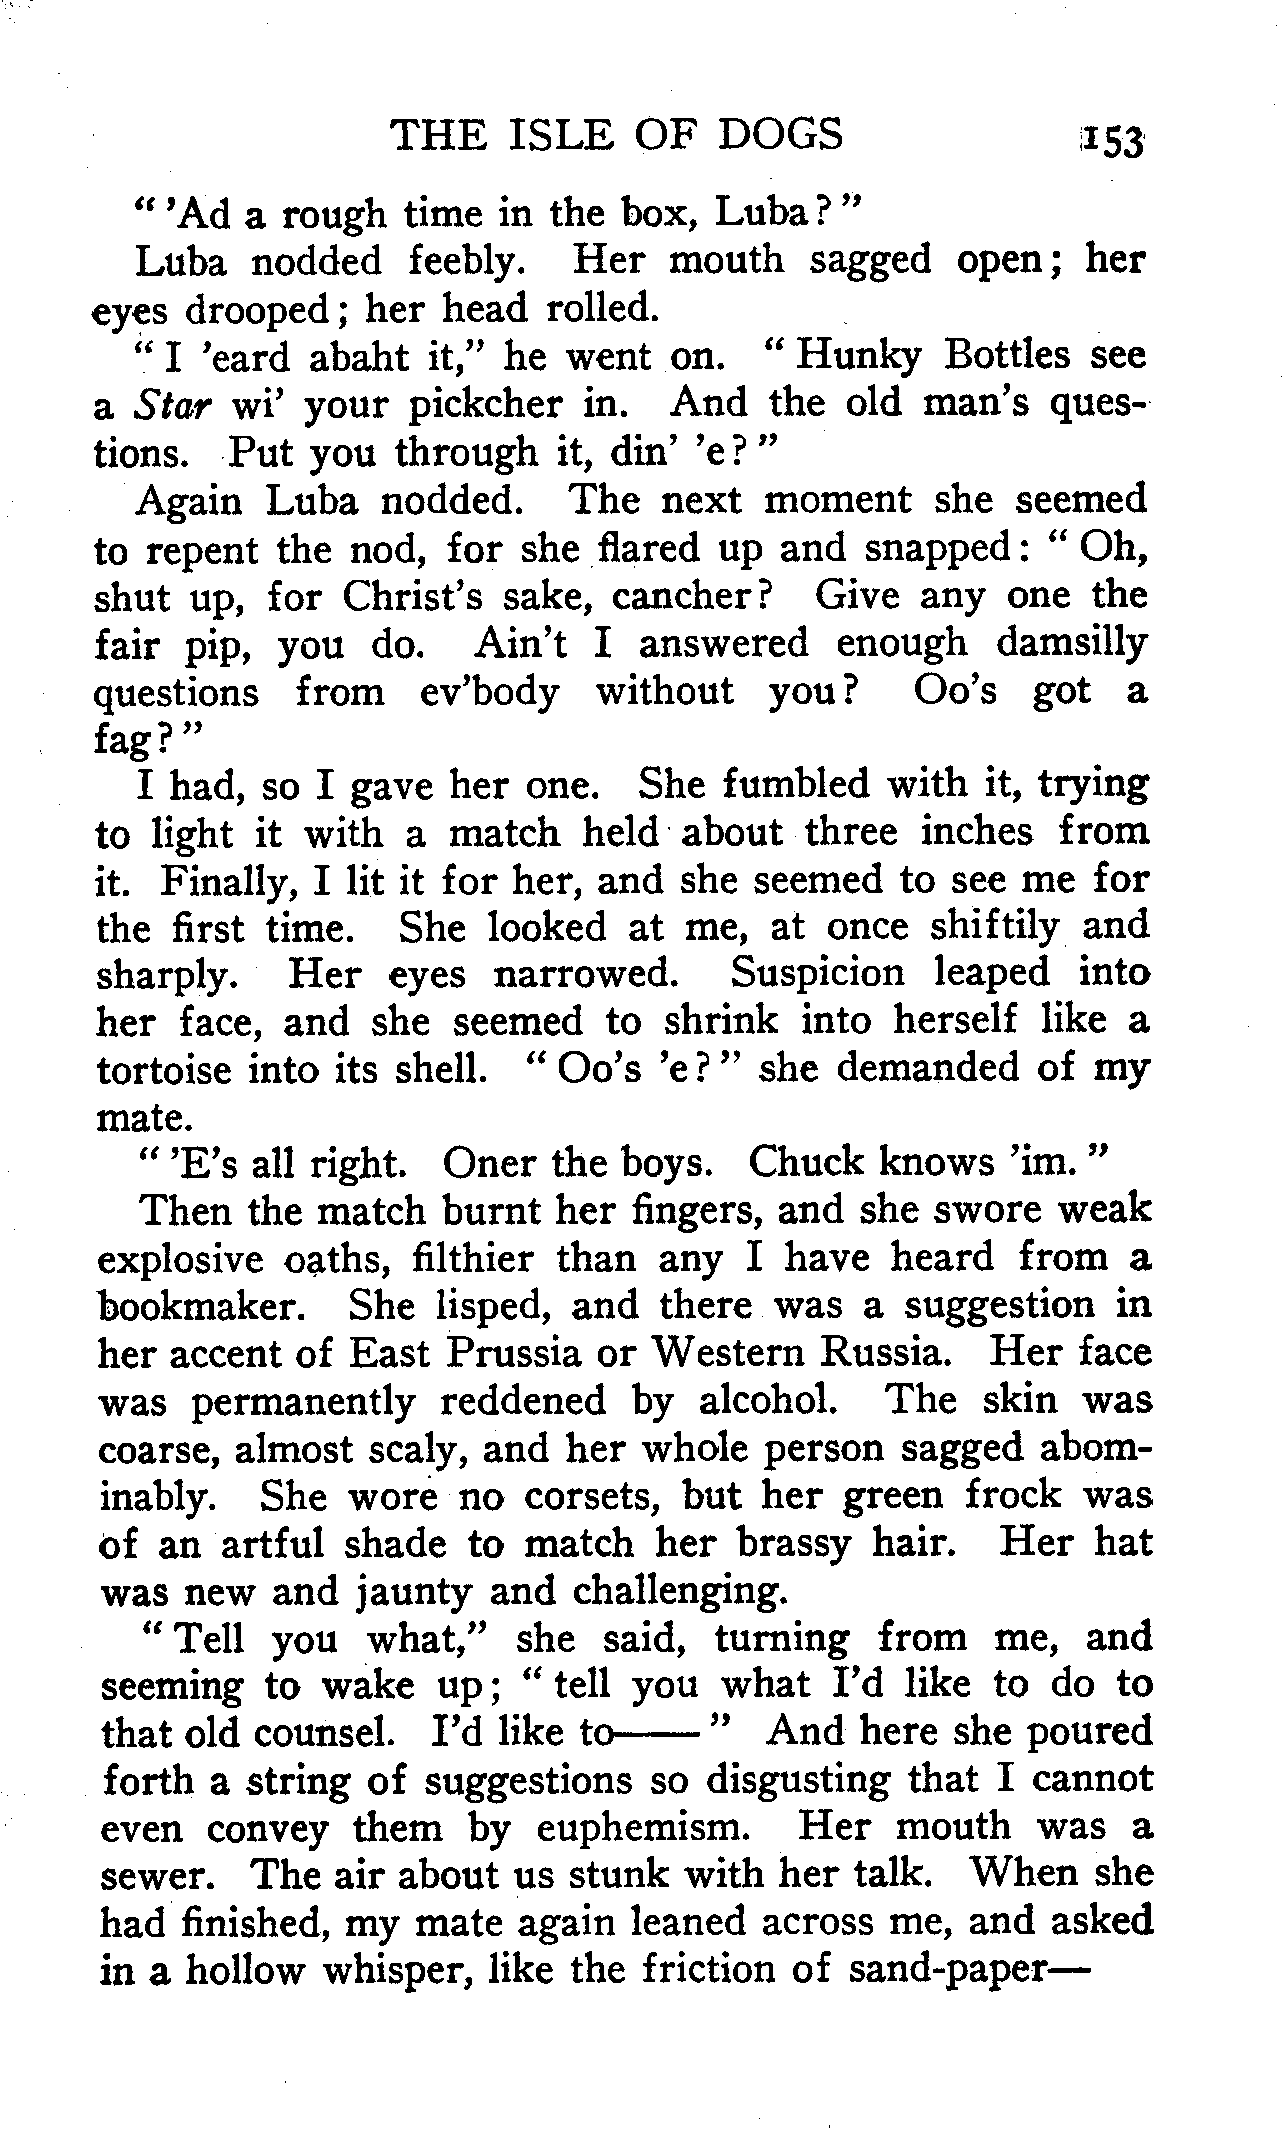 THE ISLE OF DOGS 153
" 'Ad a rough time in the box, Luba? "
Luba nodded feebly. Her mouth sagged open; her
eyes drooped; her head rolled.
" I 'eard abaht it," he went on. " Hunky Bottles see
a Star wi' your pickcher in. And the old man's ques-
tions. Put you through it, din' 'e? "
Again Luba nodded. The next moment she seemed
to repent the nod, for she flared up and snapped: " Oh,
shut up, for Christ's sake, cancher? Give any one the
fair pip, you do. Ain't I answered enough damsilly
questions from ev'body without you? Oo's got a
fag? "
I had, so I gave her one. She fumbled with it, trying
to light it with a match held about three inches from
it. Finally, I lit it for her, and she seemed to see me for
the first time. She looked at me, at once shiftily and
sharply. Her eyes narrowed. Suspicion leaped into
her face, and she seemed to shrink into herself like a
tortoise into its shell. " Oo's 'e? " she demanded of my
mate.
" 'E's all right. Oner the boys. Chuck knows 'im. "
Then the match burnt her fingers, and she swore weak
explosive oaths, filthier than any I have heard from a
bookmaker. She lisped, and there was a suggestion in
her accent of East Prussia or Western Russia. Her face
was permanently reddened by alcohol. The skin was
coarse, almost scaly, and her whole person sagged abom-
inably. She wore no corsets, but her green frock was
of an artful shade to match her brassy hair. Her hat
was new and jaunty and challenging.
" Tell you what," she said, turning from me, and
seeming to wake up; " tell you what I'd like to do to
that old counsel. I'd like to—— " And here she poured
forth a string of suggestions so disgusting that I cannot
even convey them by euphemism. Her mouth was a
sewer. The air about us stunk with her talk. When she
had finished, my mate again leaned across me, and asked
in a hollow whisper, like the friction of sand-paper—